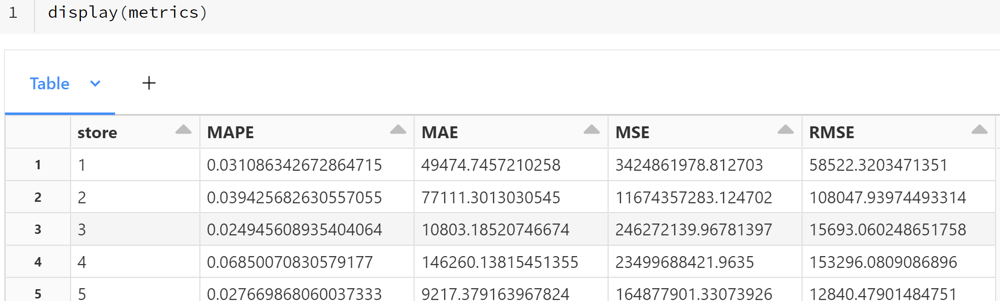 1 display(metrics)
Table +
store MAPE MAE MSE RMSE
1 1 0.031086342672864715 49474.7457210258 3424861978.812703 58522.3203471351
2 2 0.039425682630557055 77111.3013030545 11674357283.124702 108047.93974493314
3 3 0.024945608935404064 10803.18520746674 246272139.96781397 15693.060248651758
4 4 0.06850070830579177 146260.13815451355 23499688421.9635 153296.0809086896
5 5 0.027669868060037333 9217.379163967824 164877901.33073926 12840.47901484751